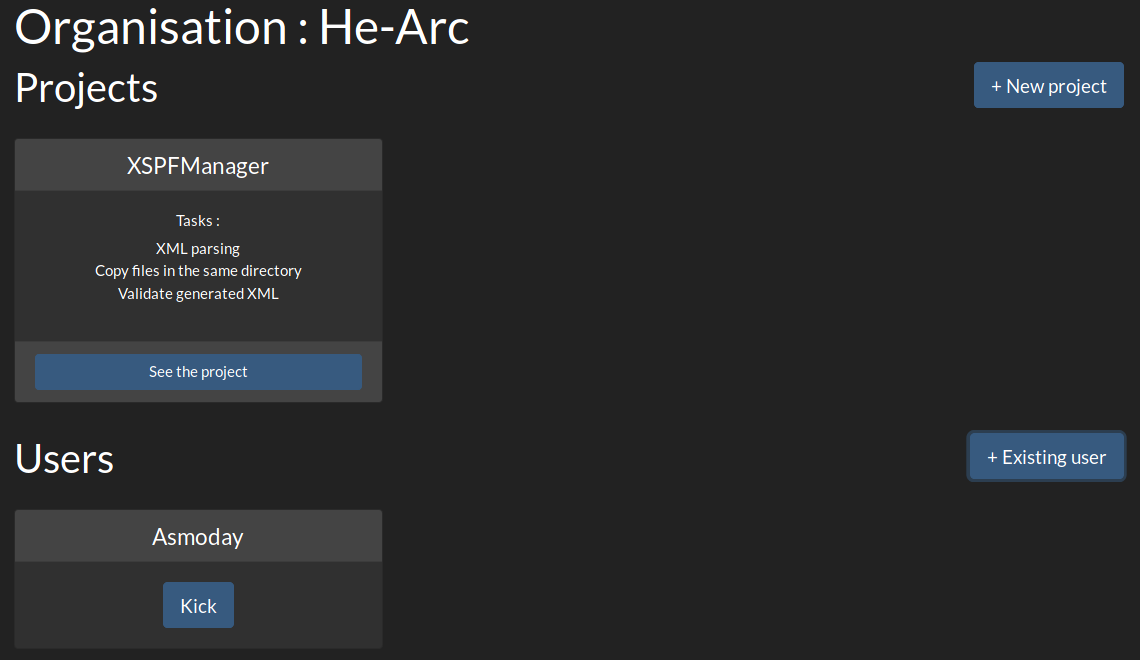 Organisation : He-Arc
Projects
+ New project
XSPFManager
Tasks :
XML parsing
Copy files in the same directory
Validate generated XML
See the project
Users
+ Existing user
Asmoday
Kick